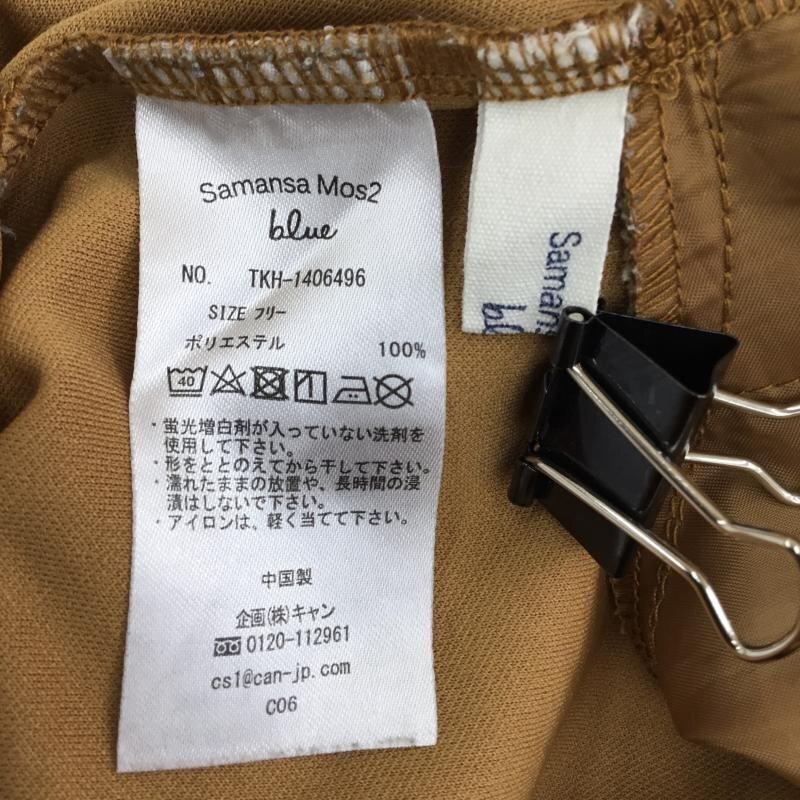 Samansa Mos2
blue
NO. TKH-1406496
SIZE フリー
ポリエステル 100%
40
・蛍光増白剤が入っていない洗剤を
使用して下さい。
・形をととのえてから干して下さい。
・濡れたままの放置や、長時間の浸
漬はしないで下さい。
・アイロンは、軽く当てて下さい。
中国製
企画(株)キャン
0120-112961
cs1@can-jp.com
C06
Samans
bl